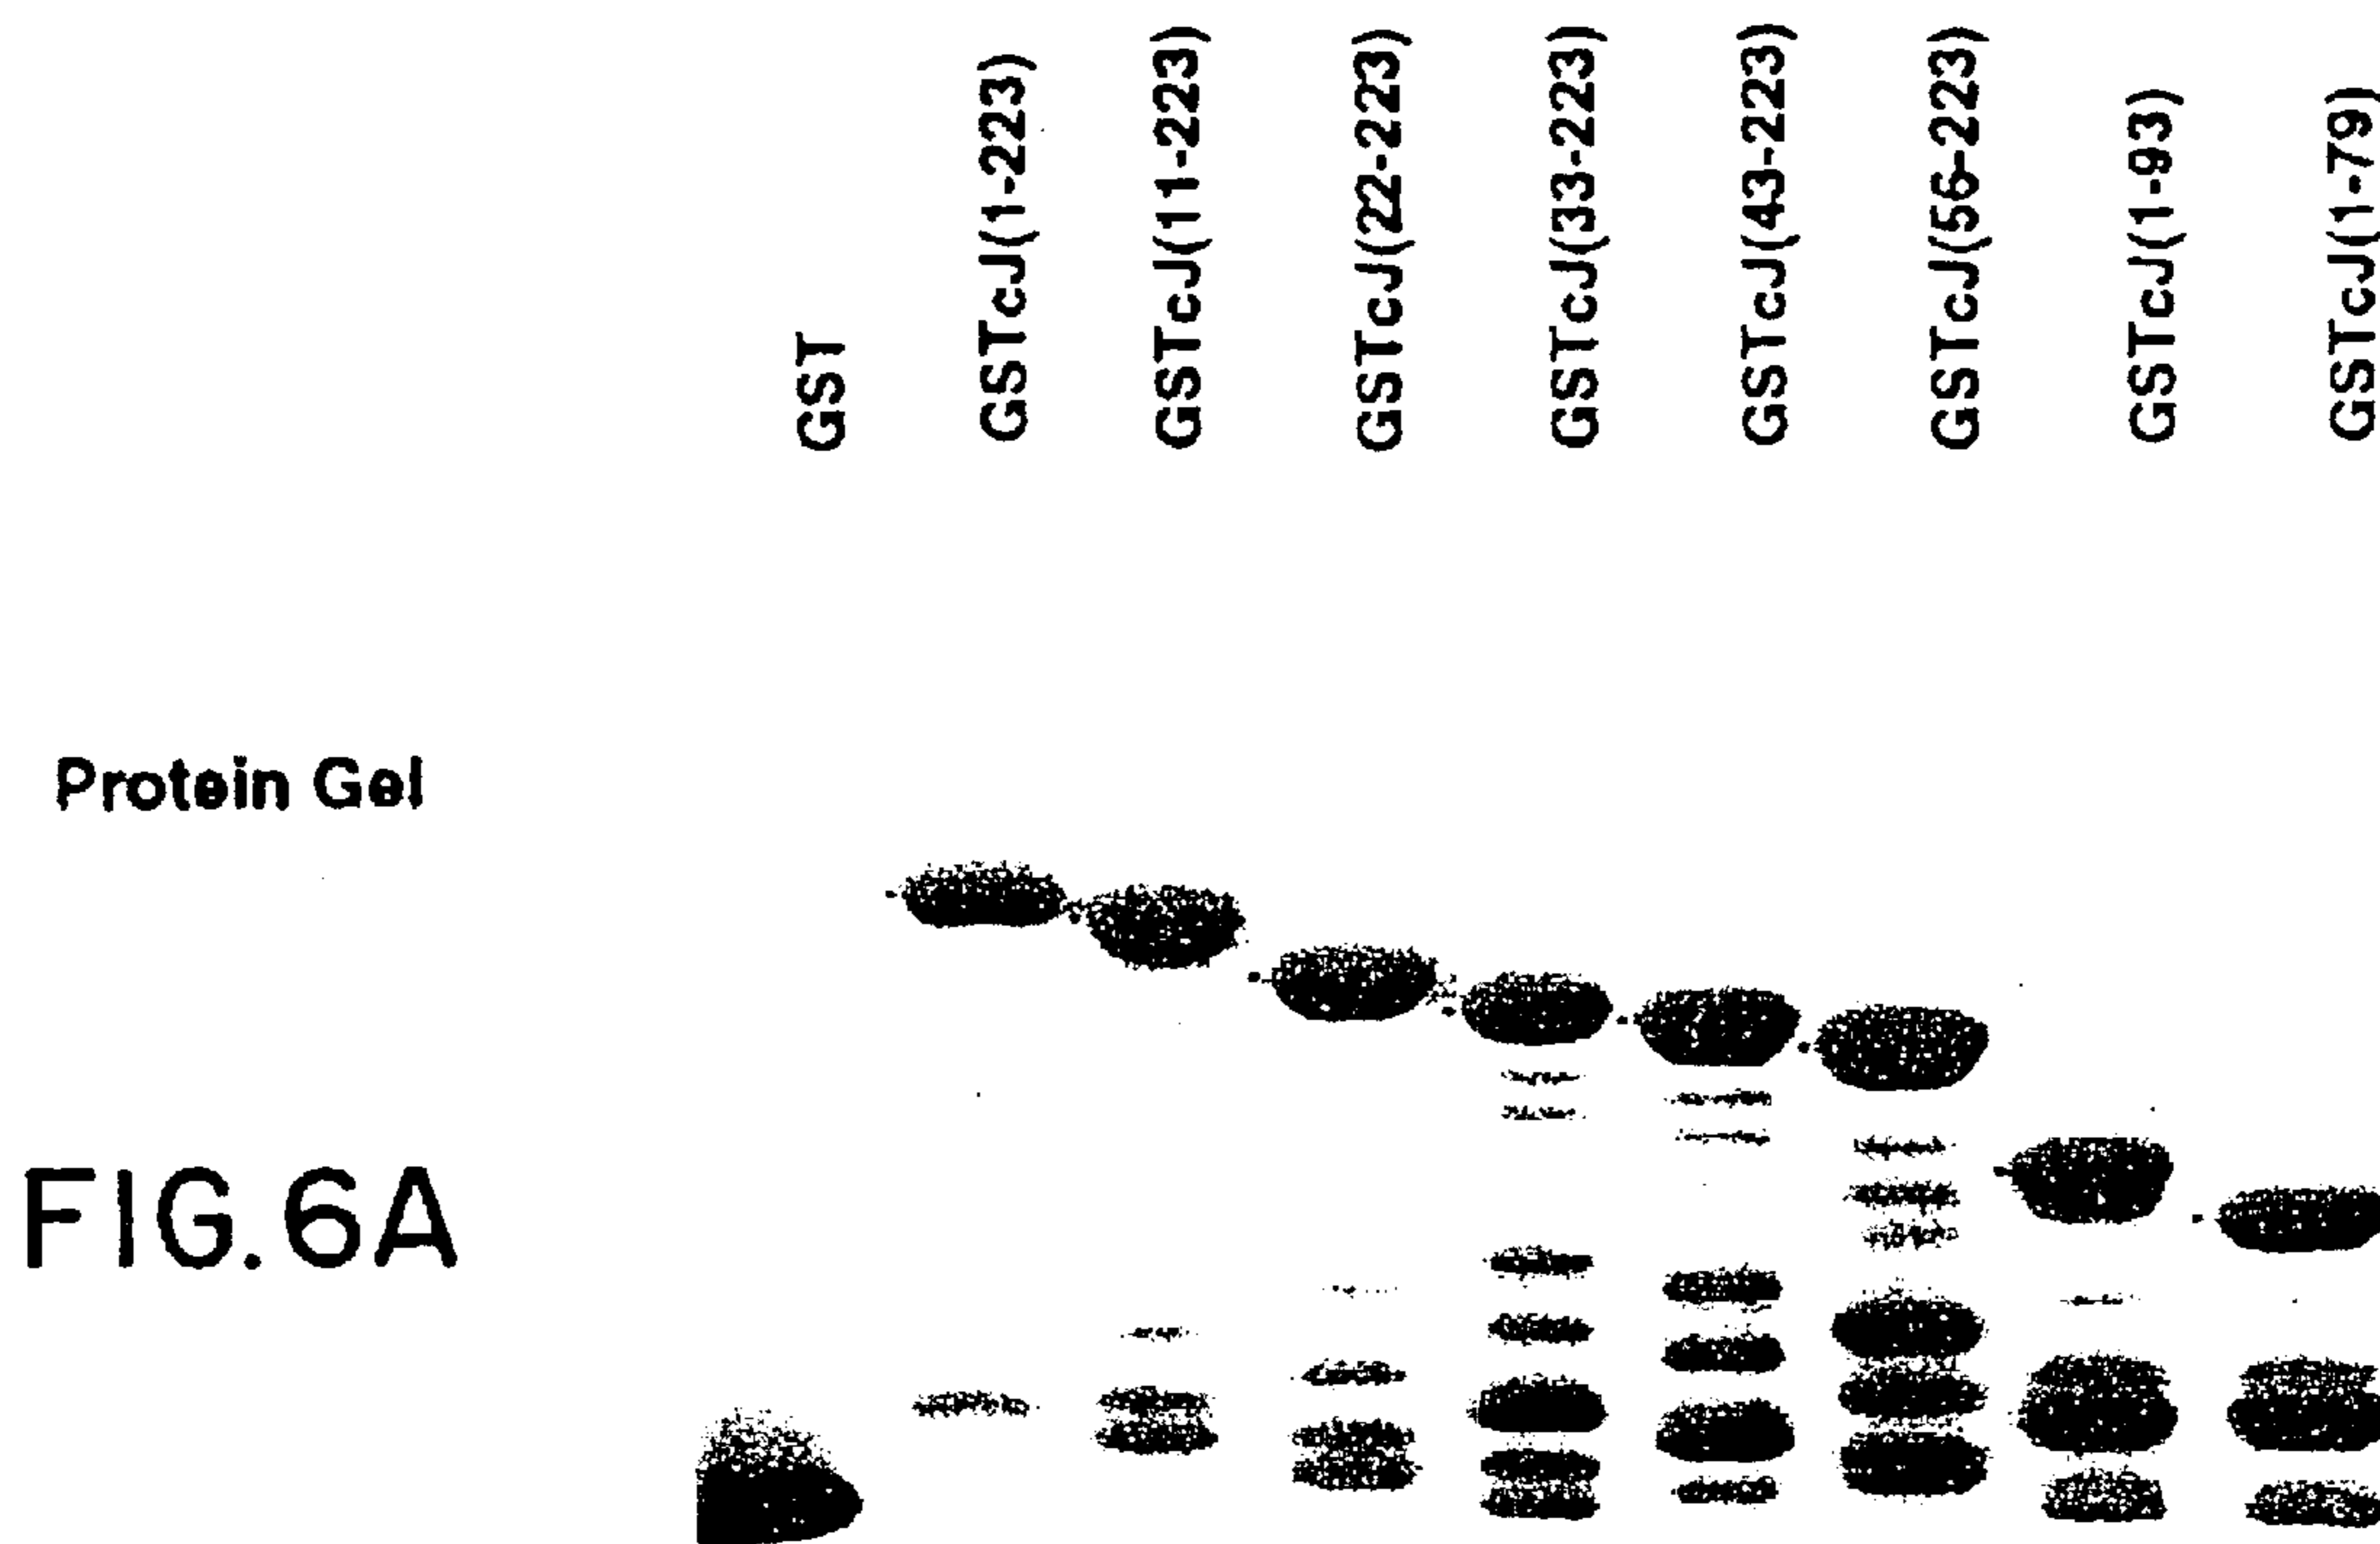 GST
GSTcJ(1-223)
GSTcJ(11-223)
GSTcJ(22-223)
GSTcJ(33-223)
GSTcJ(43-223)
GSTcJ(56-223)
GSTcJ(1-93)
GSTcJ(1-79)
Protein Gel
FIG.6A